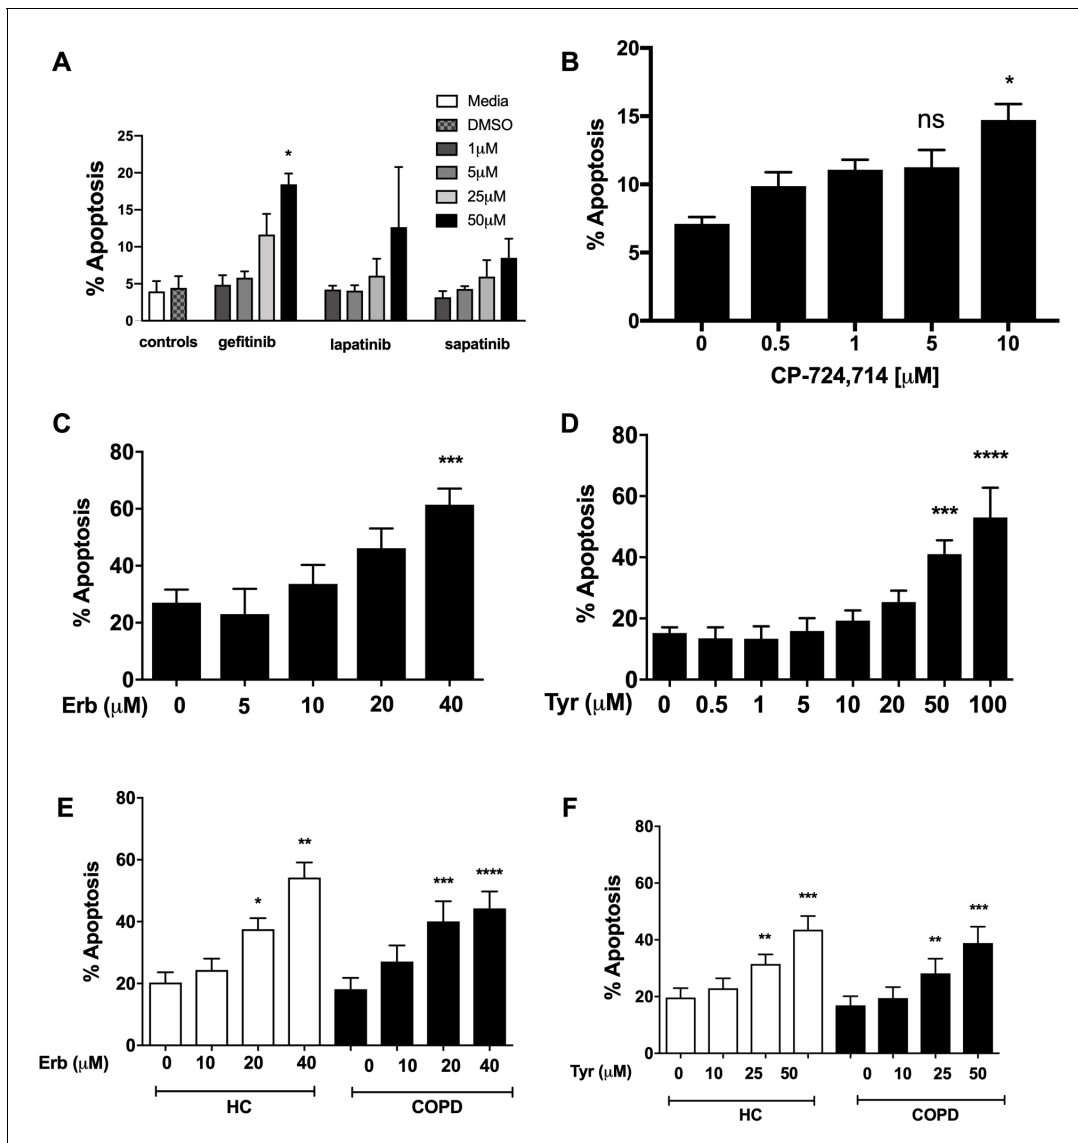 A
% Apoptosis
25
20
15
10
5
0
*
Media
DMSO
1μM
5μM
25μM
50μM
controls gefitinib lapatinib sapatinib
B
% Apoptosis
20
15
10
5
0
ns
*
0 0.5 1 5 10
CP-724,714 [μM]
C
% Apoptosis
80
60
40
20
0
***
Erb (μM) 0 5 10 20 40
D
% Apoptosis
80
60
40
20
0
***
****
Tyr (μM) 0 0.5 1 5 10 20 50 100
E
% Apoptosis
80
60
40
20
0
*
**
***
****
Erb (μM) 0 10 20 40 0 10 20 40
HC COPD
F
% Apoptosis
80
60
40
20
0
**
***
**
***
Tyr (μM) 0 10 25 50 0 10 25 50
HC COPD